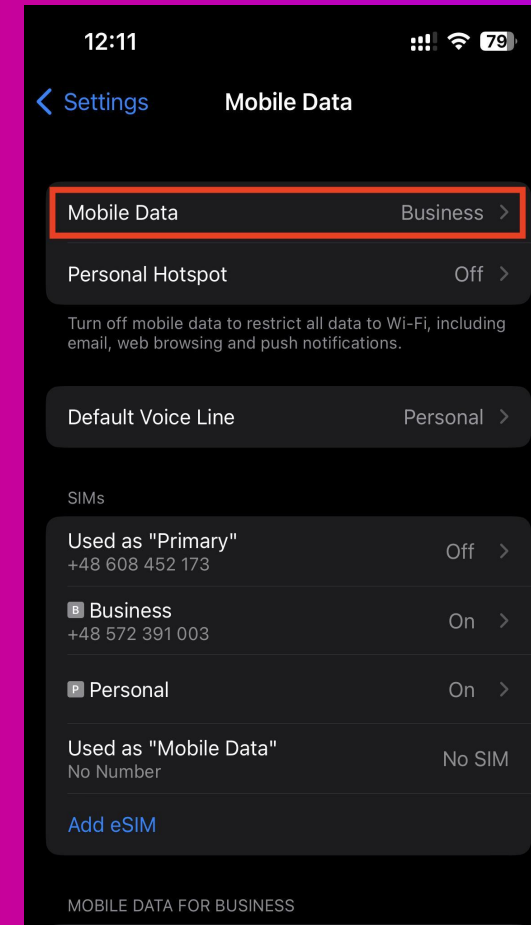 12:11
79
Settings
Mobile Data
Mobile Data Business
Personal Hotspot Off
Turn off mobile data to restrict all data to Wi-Fi, including
email, web browsing and push notifications.
Default Voice Line Personal
SIMs
Used as "Primary" Off
+48 608 452 173
B Business On
+48 572 391 003
P Personal On
Used as "Mobile Data" No SIM
No Number
Add eSIM
MOBILE DATA FOR BUSINESS